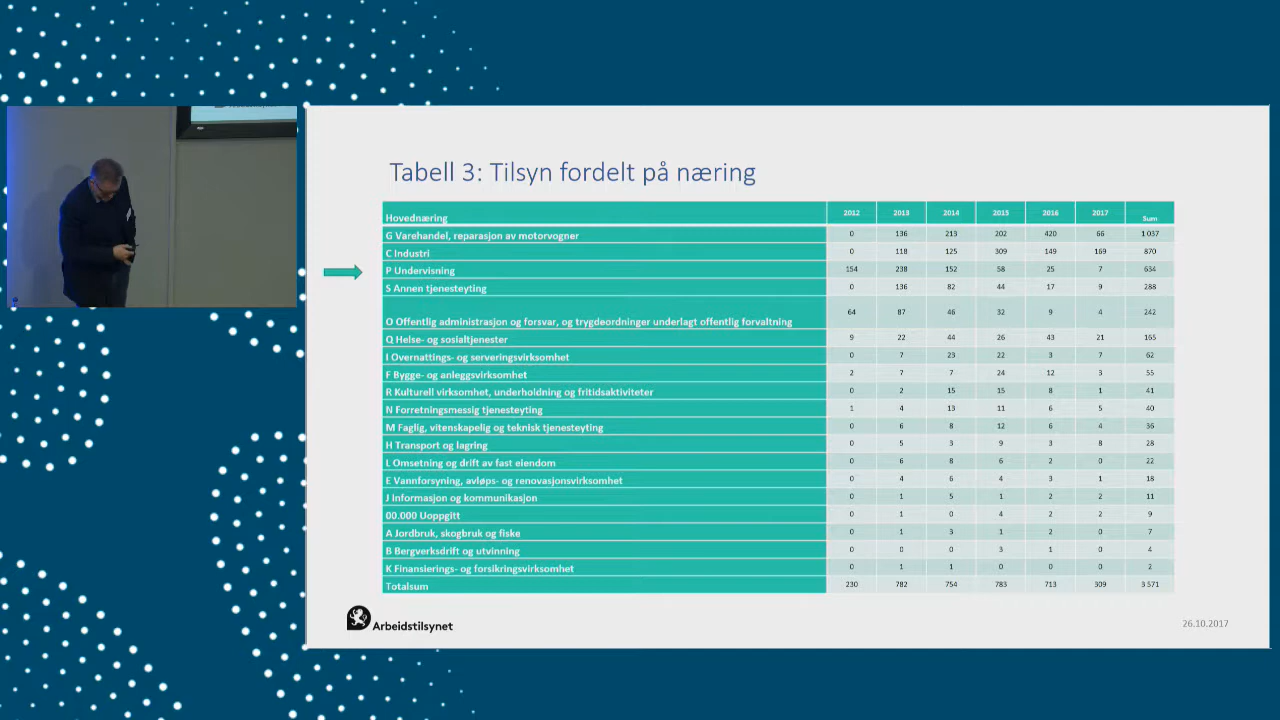 Tabell 3: Tilsyn fordelt på næring
Hovednæring 2012 2013 2014 2015 2016 2017 Sum
G Varehandel, reparasjon av motorvogner 0 136 213 202 420 66 1 037
C Industri 0 118 125 309 149 169 870
P Undervisning 154 238 152 58 25 7 634
S Annen tjenesteyting 0 136 82 44 17 9 288
O Offentlig administrasjon og forsvar, og trygdeordninger underlagt offentlig forvaltning 64 87 46 32 9 4 242
Q Helse- og sosialtjenester 9 22 44 26 43 21 165
I Overnattings- og serveringsvirksomhet 0 7 23 22 3 7 62
F Bygge- og anleggsvirksomhet 2 7 7 24 12 55
R Kulturell virksomhet, underholdning og fritidsaktiviteter 0 2 15 15 8 1 41
N Forretningsmessig tjenesteyting 1 4 13 11 6 5 40
M Faglig, vitenskapelig og teknisk tjenesteyting 0 6 8 12 6 4 36
H Transport og lagring 0 3 9 3 28
L Omsetning og drift av fast eiendom 0 8 6 2 0 22
E Vannforsyning, avløps- og renovasjonsvirksomhet 0 4 6 4 3 1 18
J Informasjon og kommunikasjon 0 1 5 1 2 2 11
00.000 Uoppgitt 0 1 0 4 2 2 9
A Jordbruk, skogbruk og fiske 0 1 3 1 2 0 7
B Bergverksdrift og utvinning 0 0 0 3 1 0 4
K Finansierings- og forsikringsvirksomhet 0 1 1 0 0 0 2
Totalsum 230 782 754 783 713 309 3 571
Arbeidstilsynet
26.10.2017